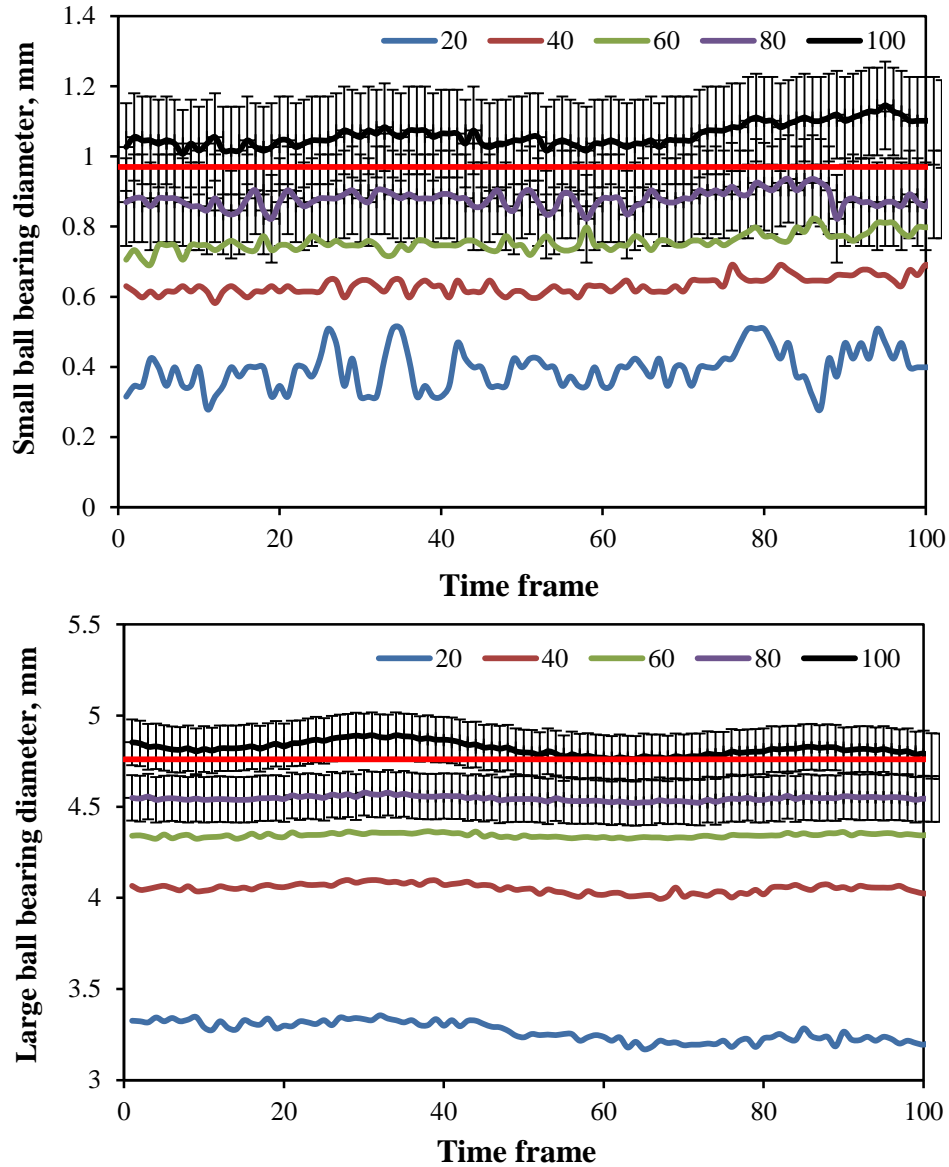 Small ball bearing diameter, mm
1.4
1.2
1
0.8
0.6
0.4
0.2
0
20 40 60 80 100
0 20 40 60 80 100
Time frame
Large ball bearing diameter, mm
5.5
5
4.5
4
3.5
3
20 40 60 80 100
0 20 40 60 80 100
Time frame